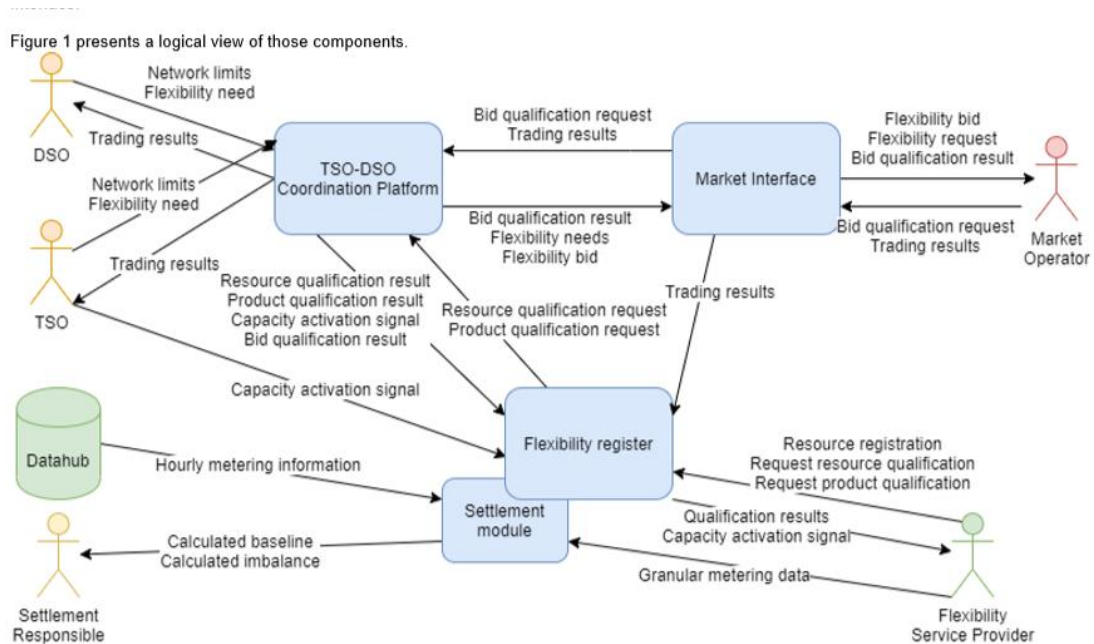 Figure 1 presents a logical view of those components.
Network limits
Flexibility need
Trading results
DSO
Network limits
Flexibility need
Trading results
TSO
TSO-DSO
Coordination Platform
Bid qualification request
Trading results
Bid qualification result
Flexibility needs
Flexibility bid
Market Interface
Flexibility bid
Flexibility request
Bid qualification result
Bid qualification request
Trading results
Market
Operator
Resource qualification result
Product qualification result
Capacity activation signal
Bid qualification result
Resource qualification request
Product qualification request
Trading results
Capacity activation signal
Datahub
Hourly metering information
Flexibility register
Settlement
module
Resource registration
Request resource qualification
Request product qualification
Qualification results
Capacity activation signal
Granular metering data
Calculated baseline
Calculated imbalance
Settlement
Responsible
Flexibility
Service Provider